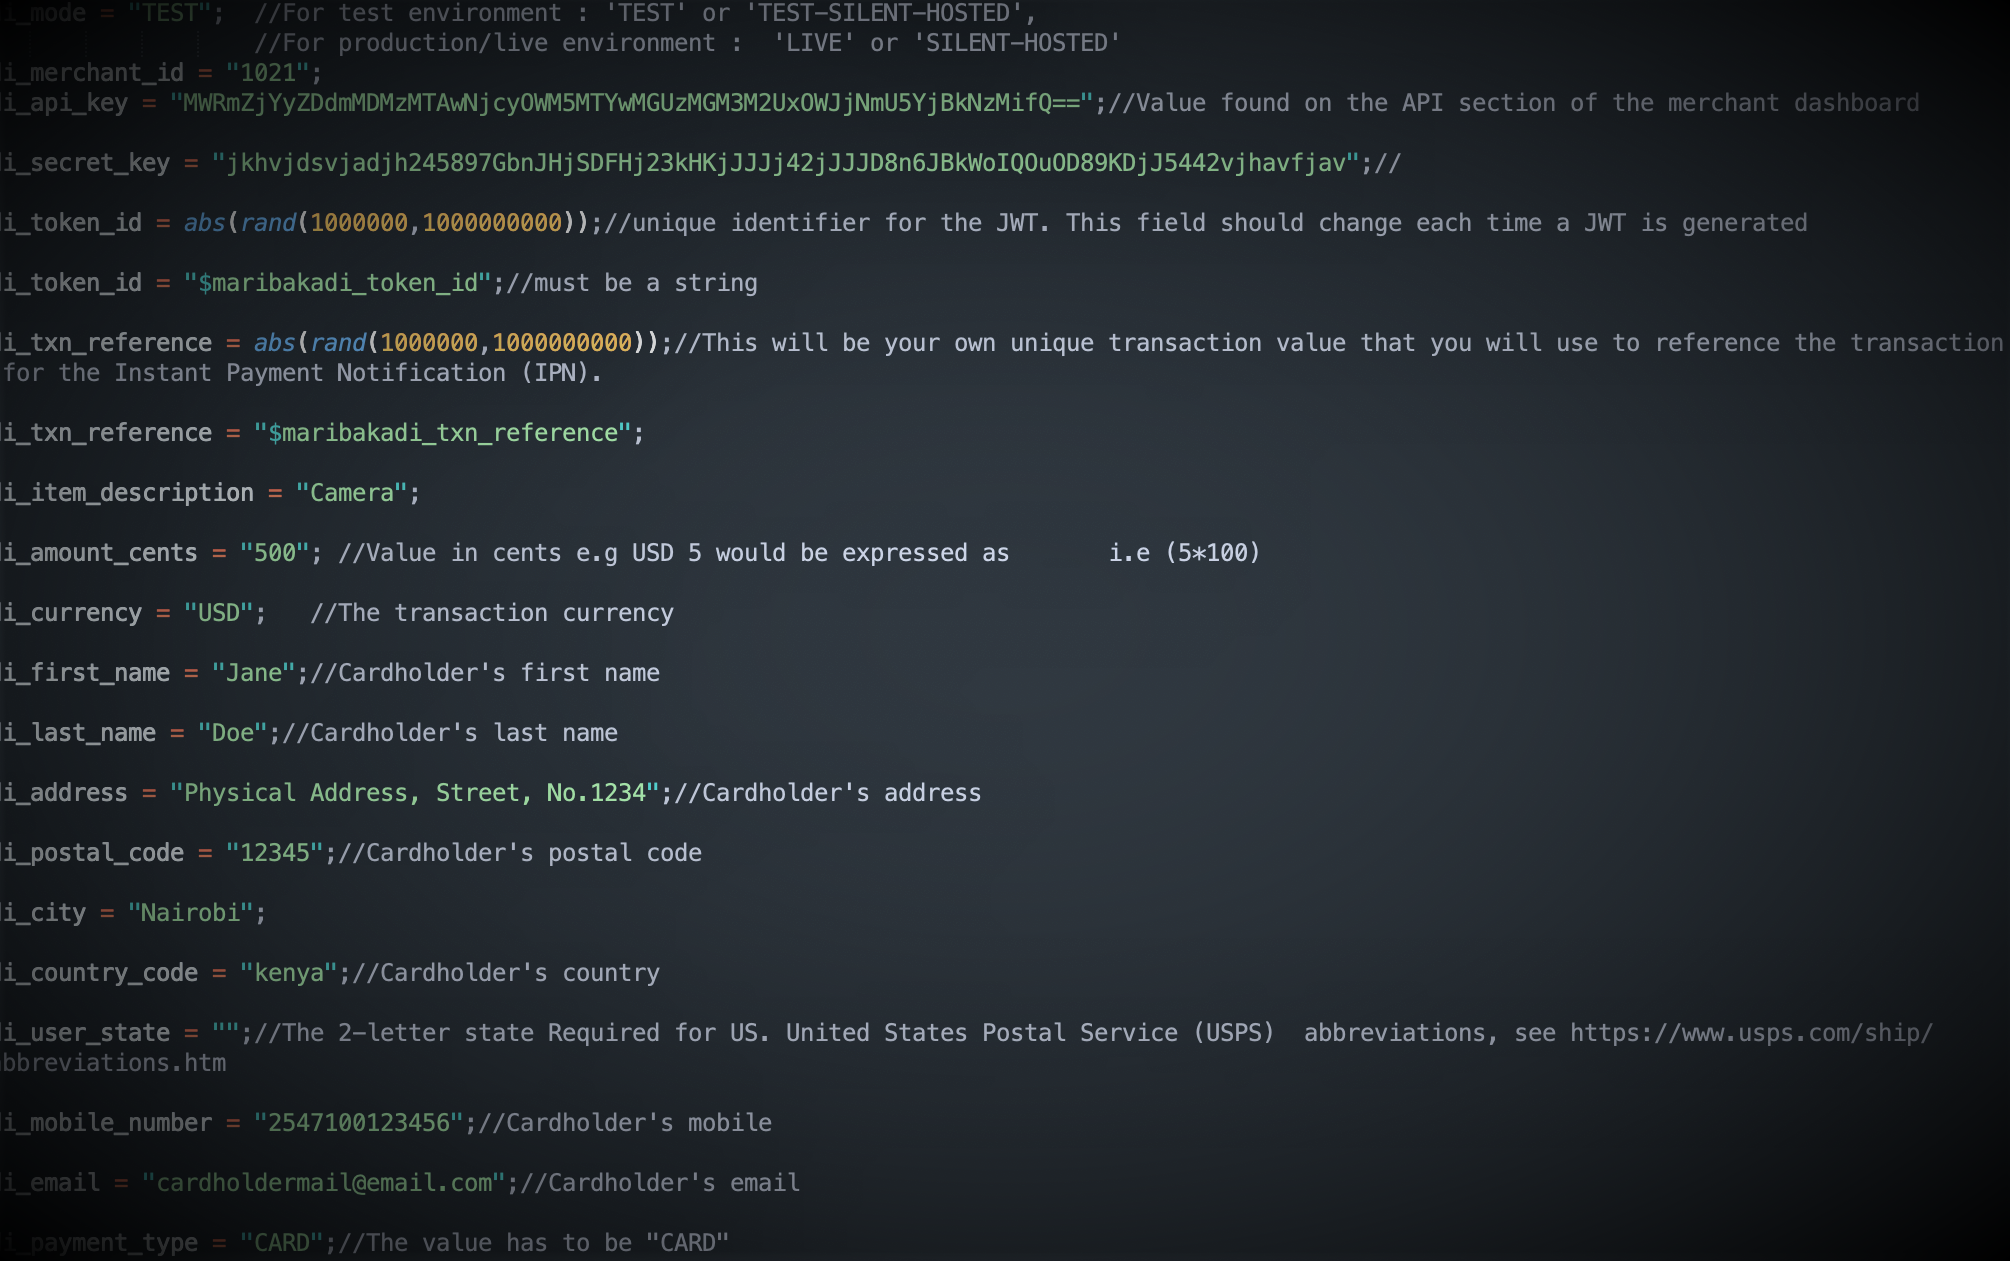 i_mode = "TEST";  //For test environment : 'TEST' or 'TEST-SILENT-HOSTED',
//For production/live environment :  'LIVE' or 'SILENT-HOSTED'
i_merchant_id = "1021";
i_api_key = "MWRmZjYyZDdmMDMzMTAwNjcyOWM5MTYwMGUzMGM3M2UxOWJjNmU5YjBkNzMifQ==";//Value found on the API section of the merchant dashboard
i_secret_key = "jkhvjdsvjadjh245897GbnJHjSDFHj23kHKjJJJj42jJJJD8n6JBkWoIQOuOD89KDjJ5442vjhavfjav";//
i_token_id = abs(rand(1000000,1000000000));//unique identifier for the JWT. This field should change each time a JWT is generated
i_token_id = "$maribakadi_token_id";//must be a string
i_txn_reference = abs(rand(1000000,1000000000));//This will be your own unique transaction value that you will use to reference the transaction
for the Instant Payment Notification (IPN).
i_txn_reference = "$maribakadi_txn_reference";
i_item_description = "Camera";
i_amount_cents = "500"; //Value in cents e.g USD 5 would be expressed as       i.e (5*100)
i_currency = "USD";   //The transaction currency
i_first_name = "Jane";//Cardholder's first name
i_last_name = "Doe";//Cardholder's last name
i_address = "Physical Address, Street, No.1234";//Cardholder's address
i_postal_code = "12345";//Cardholder's postal code
i_city = "Nairobi";
i_country_code = "kenya";//Cardholder's country
i_user_state = "";//The 2-letter state Required for US. United States Postal Service (USPS)  abbreviations, see https://www.usps.com/ship/
bbreviations.htm
i_mobile_number = "2547100123456";//Cardholder's mobile
i_email = "cardholdermail@email.com";//Cardholder's email
i_payment_type = "CARD";//The value has to be "CARD"